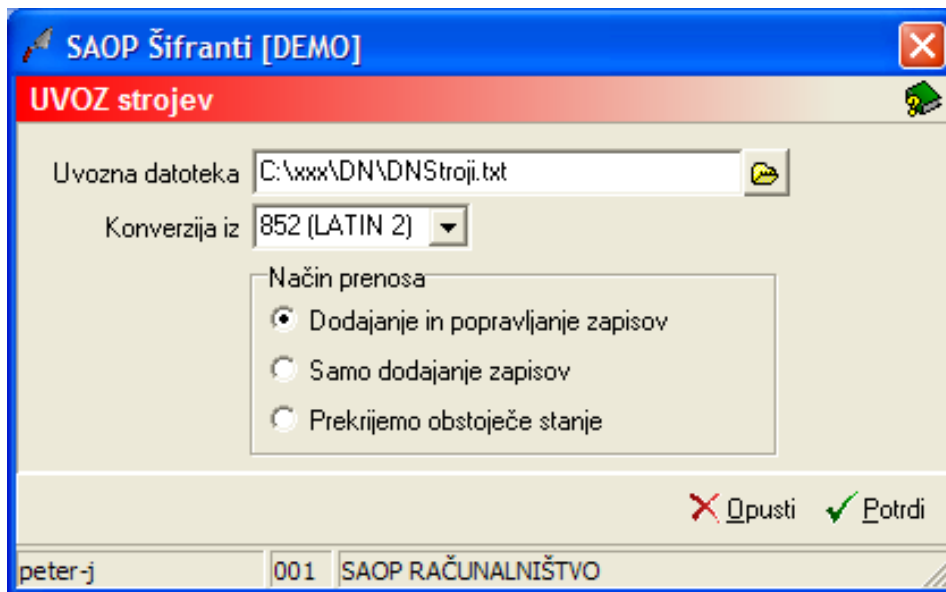 SAOP Šifranti [DEMO]
UVOZ strojev
Uvozna datoteka C:\xxx\DN\DNStroji.txt
Konverzija iz 852 (LATIN 2)
Način prenosa
Dodajanje in popravljanje zapisov
Samo dodajanje zapisov
Prekrijemo obstoječe stanje
Opusti Potrdi
peter-j 001 SAOP RAČUNALNIŠTVO